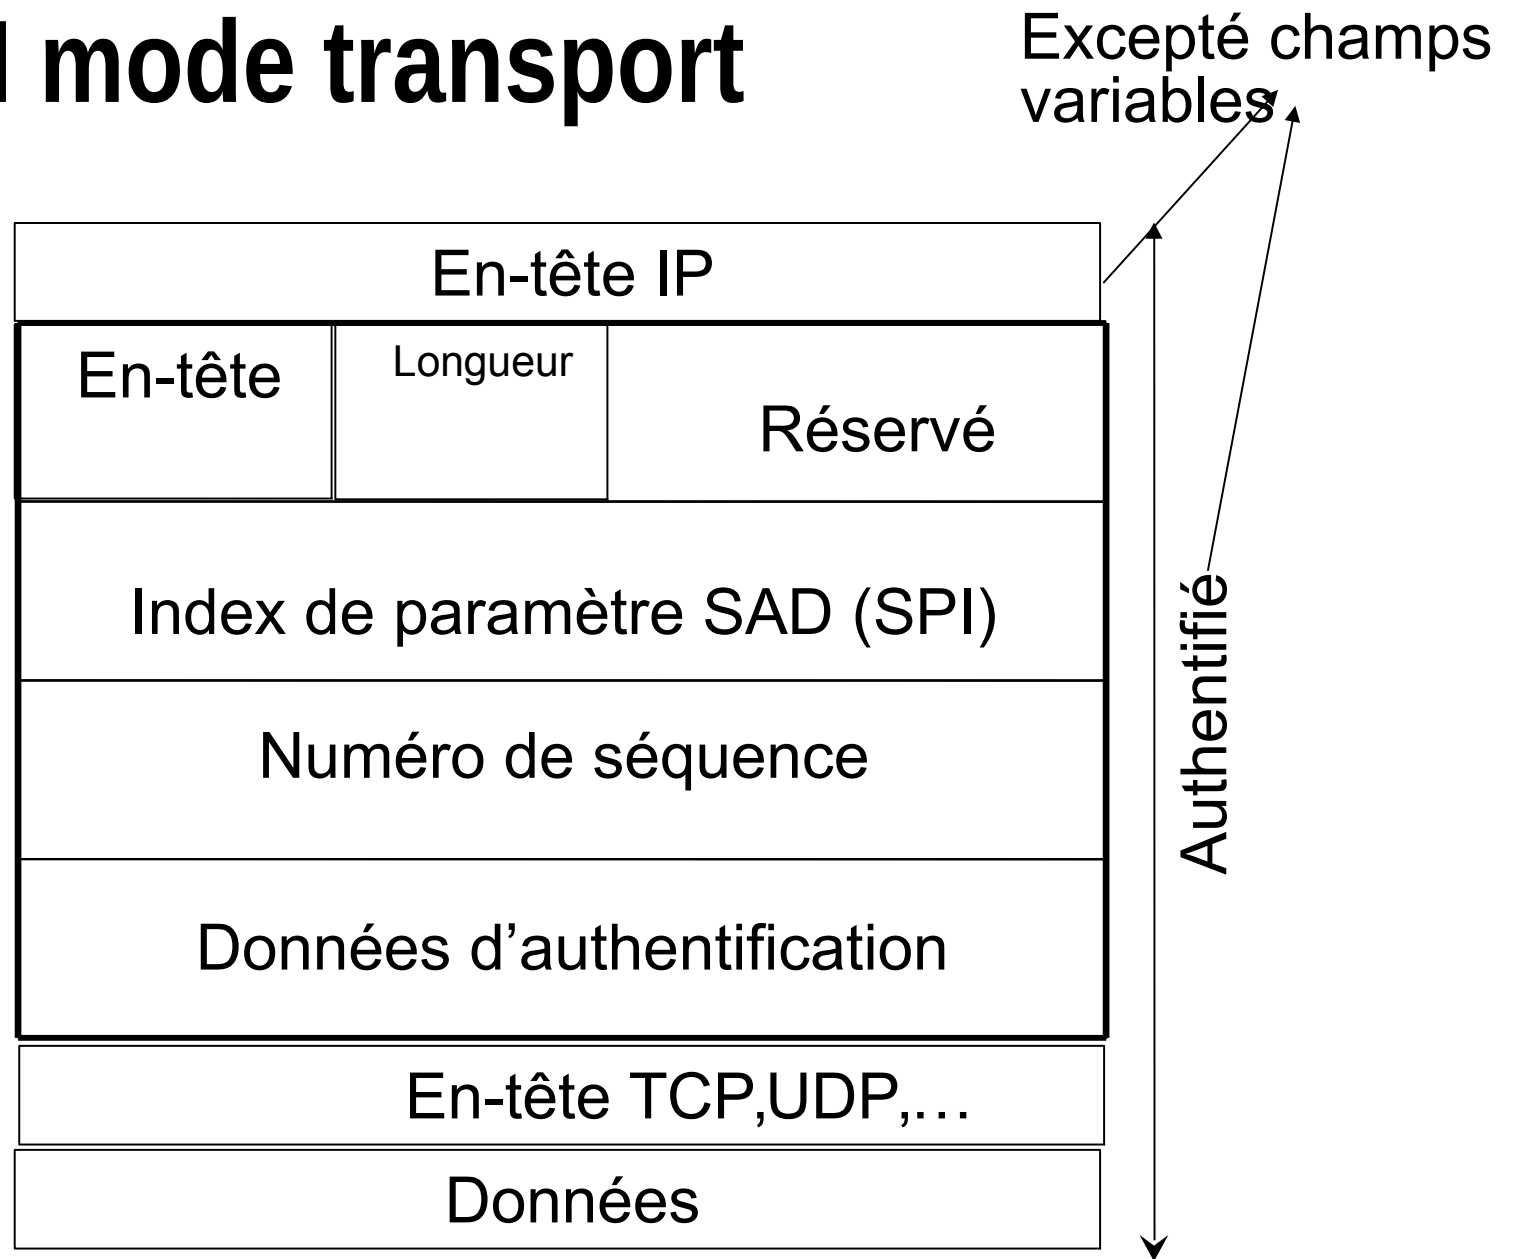 mode transport
Excepté champs
variables
En-tête IP
En-tête
Longueur
Réservé
Index de paramètre SAD (SPI)
Numéro de séquence
Données d’authentification
Authentifié
En-tête TCP,UDP,…
Données